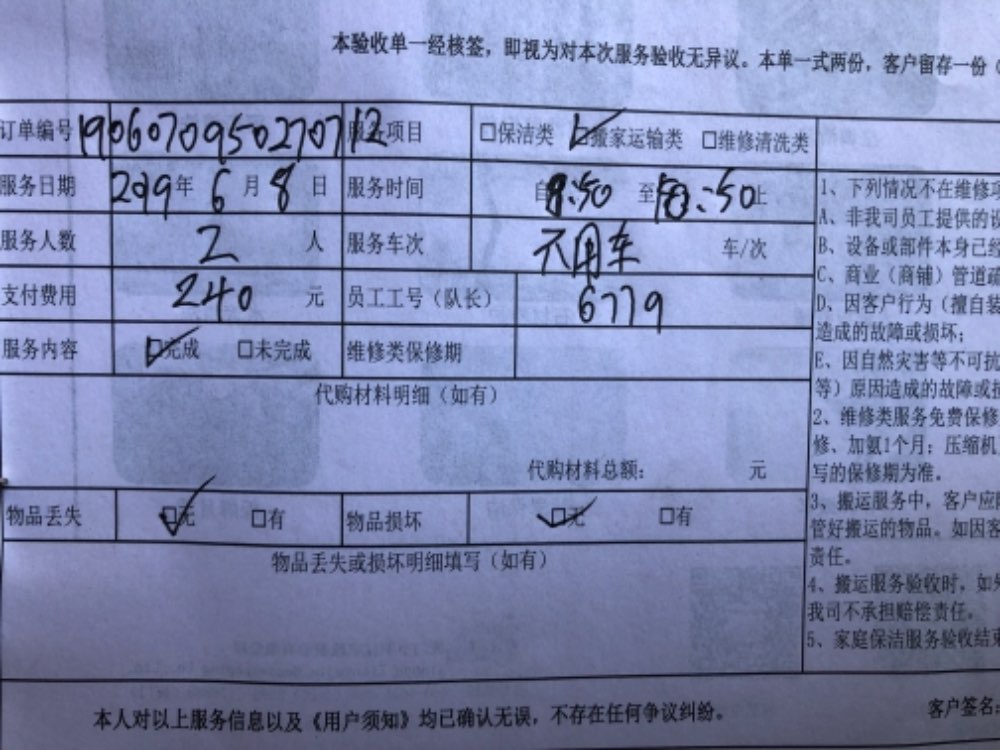 本验收单一经核签，即视为对本次服务验收无异议。本单一式两份，客户留存一份（
订单编号 1906070950270712 服务项目 □保洁类 ☑搬家运输类 □维修清洗类
服务日期 2019年 6 月 8 日 服务时间 自 9:50 至 10:50 止
服务人数 2 人 服务车次 不用车 车/次
支付费用 240 元 员工工号（队长） 6779
服务内容 ☑完成 □未完成 维修类保修期
代购材料明细（如有）
代购材料总额： 元
物品丢失 ☑无 □有 物品损坏 ☑无 □有
物品丢失或损坏明细填写（如有）
1、下列情况不在维修
A、非我司员工提供的
B、设备或部件本身已经
C、商业（商铺）管道疏
D、因客户行为（擅自装
造成的故障或损坏；
E、因自然灾害等不可抗
等）原因造成的故障或
2、维修类服务免费保修
修、加氨1个月；压缩机
写的保修期为准。
3、搬运服务中，客户应
管好搬运的物品。如因客
责任。
4、搬运服务验收时，如
我司不承担赔偿责任。
5、家庭保洁服务验收结
本人对以上服务信息以及《用户须知》均已确认无误，不存在任何争议纠纷。
客户签名：